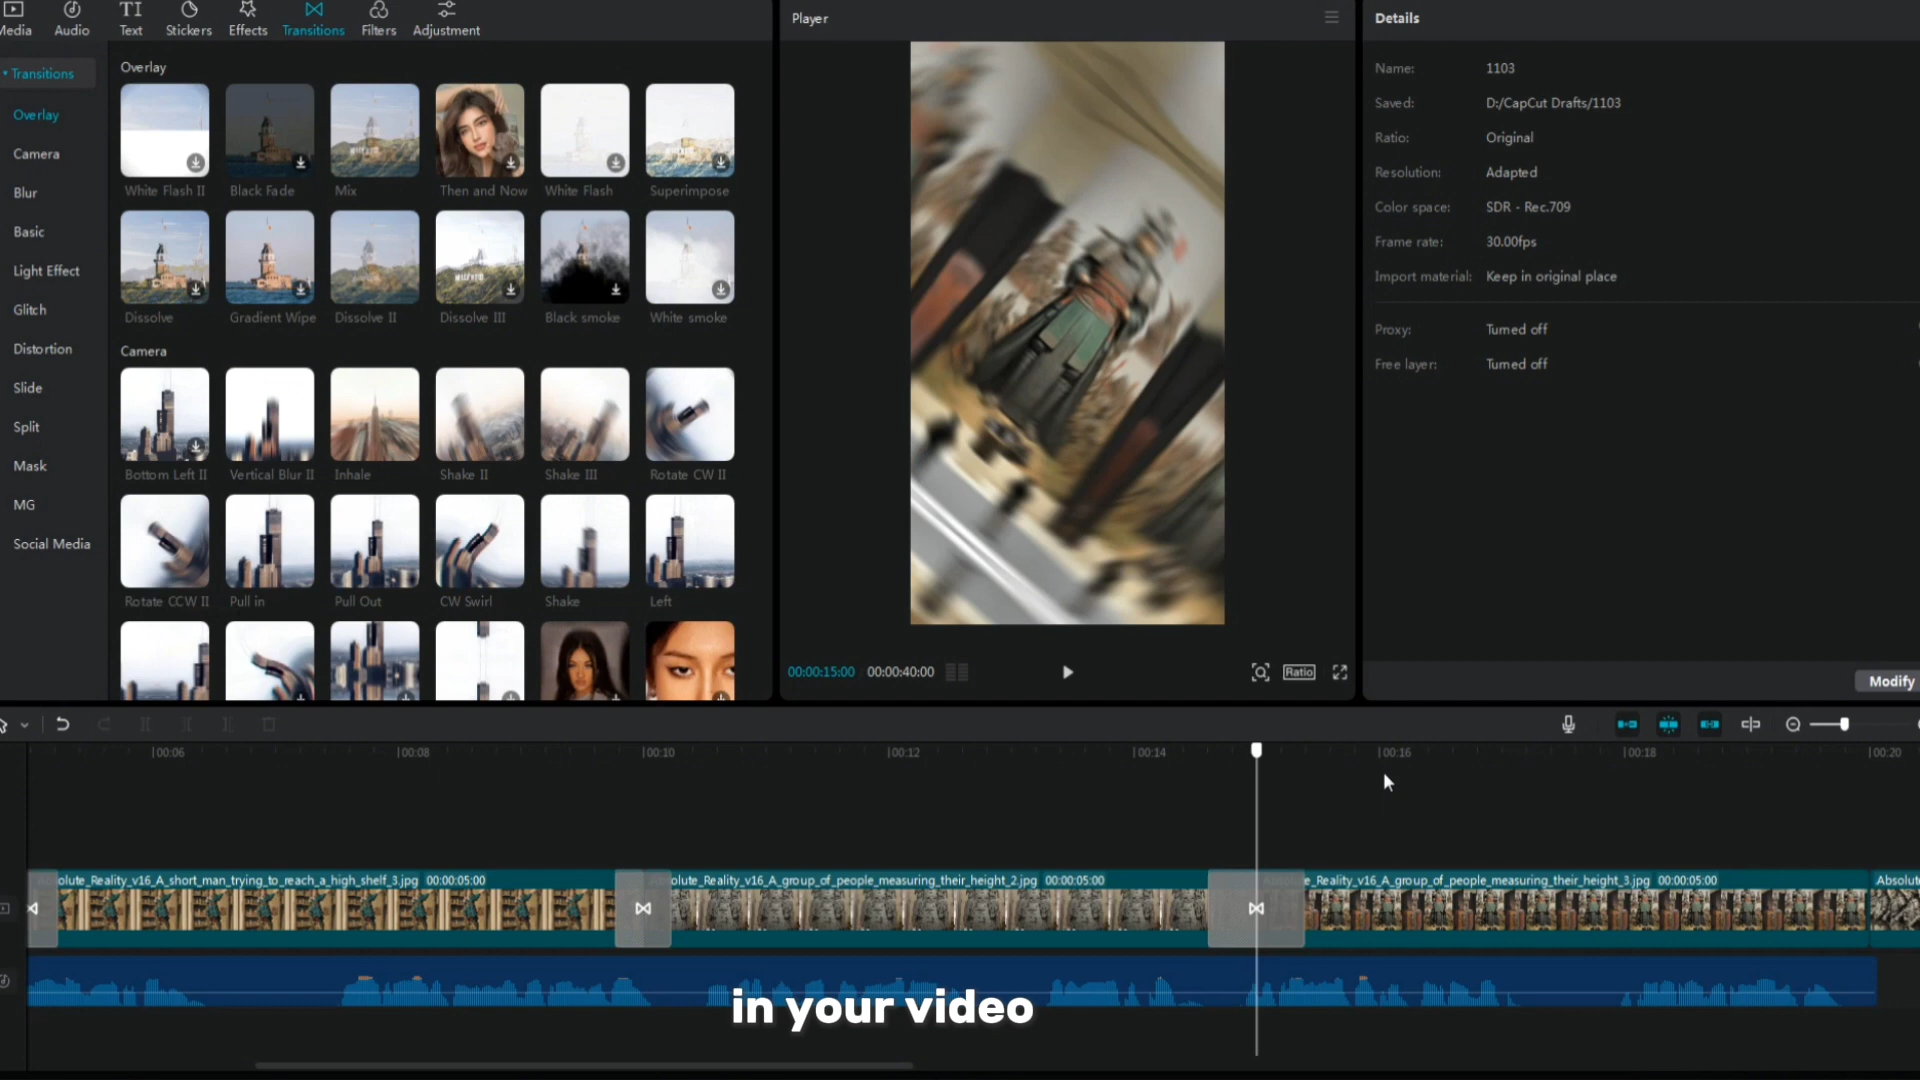 Media Audio Text Stickers Effects Transitions Filters Adjustment
Transitions
Overlay
Camera
Blur
Basic
Light Effect
Glitch
Distortion
Slide
Split
Mask
MG
Social Media
Overlay
White Flash II Black Fade Mix Then and Now White Flash Superimpose
Dissolve Gradient Wipe Dissolve II Dissolve III Black smoke White smoke
Camera
Bottom Left II Vertical Blur II Inhale Shake II Shake III Rotate CW II
Rotate CCW II Pull in Pull Out CW Swirl Shake Left
Player
00:00:15:00 00:00:40:00 Ratio
Details
Name: 1103
Saved: D:/CapCut Drafts/1103
Ratio: Original
Resolution: Adapted
Color space: SDR - Rec.709
Frame rate: 30.00fps
Import material: Keep in original place
Proxy: Turned off
Free layer: Turned off
Modify
00:06 00:08 00:10 00:12 00:14 00:16 00:18 00:20
olute_Reality_v16_A_short_man_trying_to_reach_a_high_shelf_3.jpg 00:00:05:00
olute_Reality_v16_A_group_of_people_measuring_their_height_2.jpg 00:00:05:00
e_Reality_v16_A_group_of_people_measuring_their_height_3.jpg 00:00:05:00
Absolut
in your video